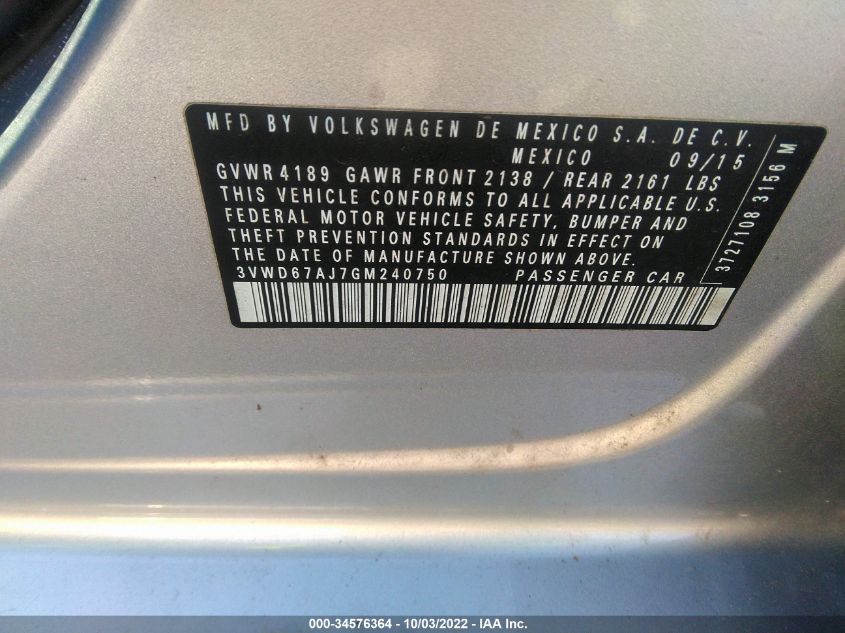 MFD BY VOLKSWAGEN DE MEXICO S.A. DE C.V.
MEXICO 09/15
GVWR 4189 GAWR FRONT 2138 / REAR 2161 LBS
THIS VEHICLE CONFORMS TO ALL APPLICABLE U.S.
FEDERAL MOTOR VEHICLE SAFETY, BUMPER AND
THEFT PREVENTION STANDARDS IN EFFECT ON
THE DATE OF MANUFACTURE SHOWN ABOVE.
3VWD67AJ7GM240750 PASSENGER CAR
37271083 3156 M
000-34576364 - 10/03/2022 - IAA Inc.